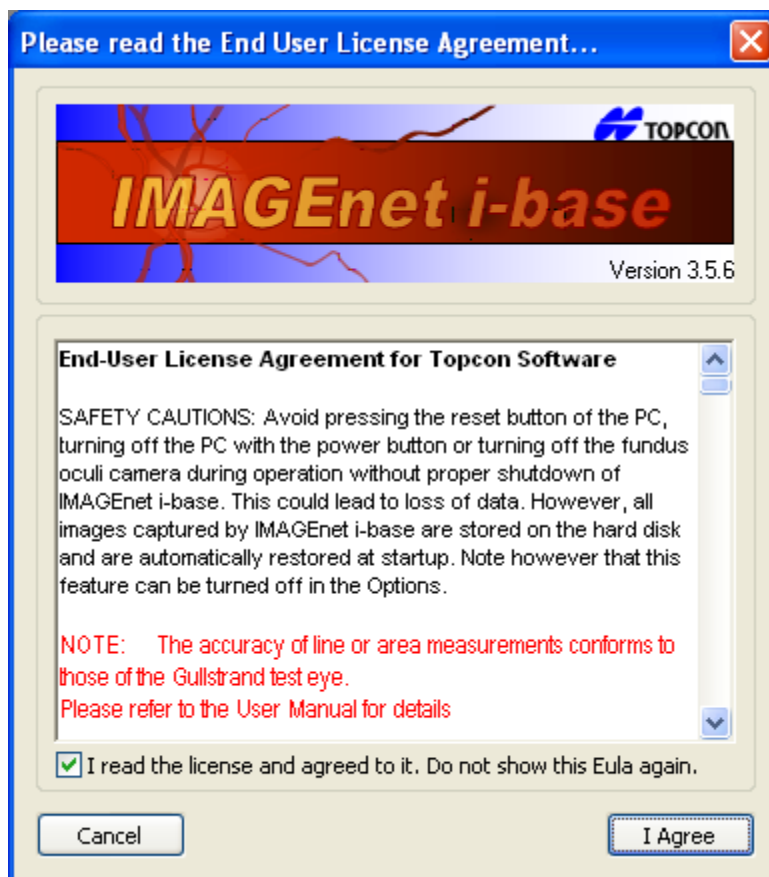 Please read the End User License Agreement...
TOPCON
IMAGEnet i-base
Version 3.5.6
End-User License Agreement for Topcon Software
SAFETY CAUTIONS: Avoid pressing the reset button of the PC,
turning off the PC with the power button or turning off the fundus
oculi camera during operation without proper shutdown of
IMAGEnet i-base. This could lead to loss of data. However, all
images captured by IMAGEnet i-base are stored on the hard disk
and are automatically restored at startup. Note however that this
feature can be turned off in the Options.
NOTE: The accuracy of line or area measurements conforms to
those of the Gullstrand test eye.
Please refer to the User Manual for details
I read the license and agreed to it. Do not show this Eula again.
Cancel
I Agree